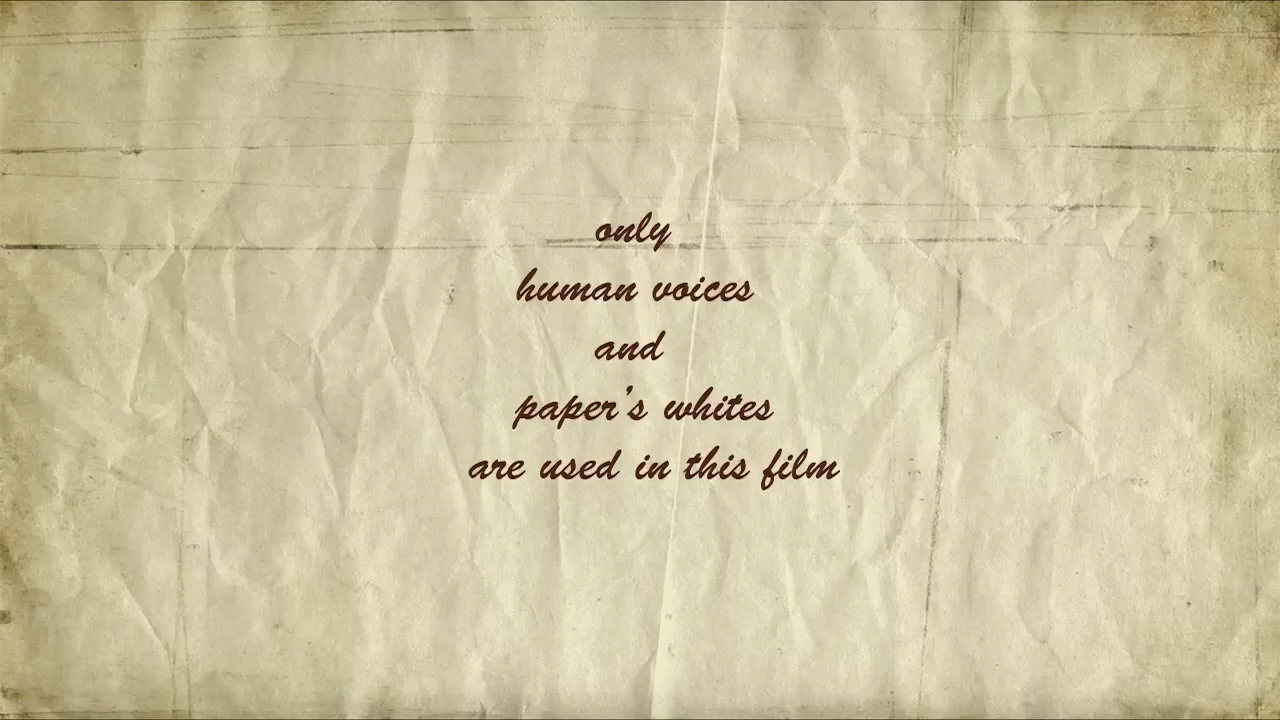 only
human voices
and
paper's whites
are used in this film